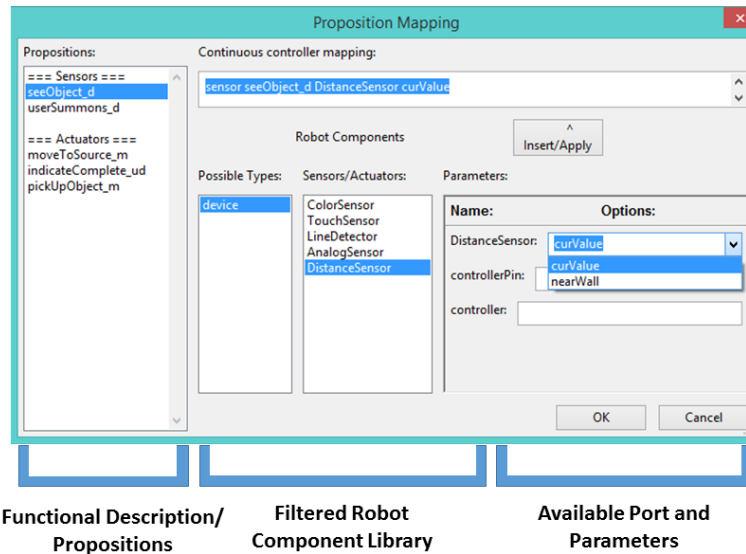 Proposition Mapping
x
Propositions:
=== Sensors ===
seeObject_d
userSummons_d
=== Actuators ===
moveToSource_m
indicateComplete_ud
pickUpObject_m
Continuous controller mapping:
sensor seeObject_d DistanceSensor curValue
Robot Components
^
Insert/Apply
Possible Types:
device
Sensors/Actuators:
ColorSensor
TouchSensor
LineDetector
AnalogSensor
DistanceSensor
Parameters:
Name: Options:
DistanceSensor: curValue
curValue
nearWall
controllerPin:
controller:
OK Cancel
Functional Description/
Propositions
Filtered Robot
Component Library
Available Port and
Parameters